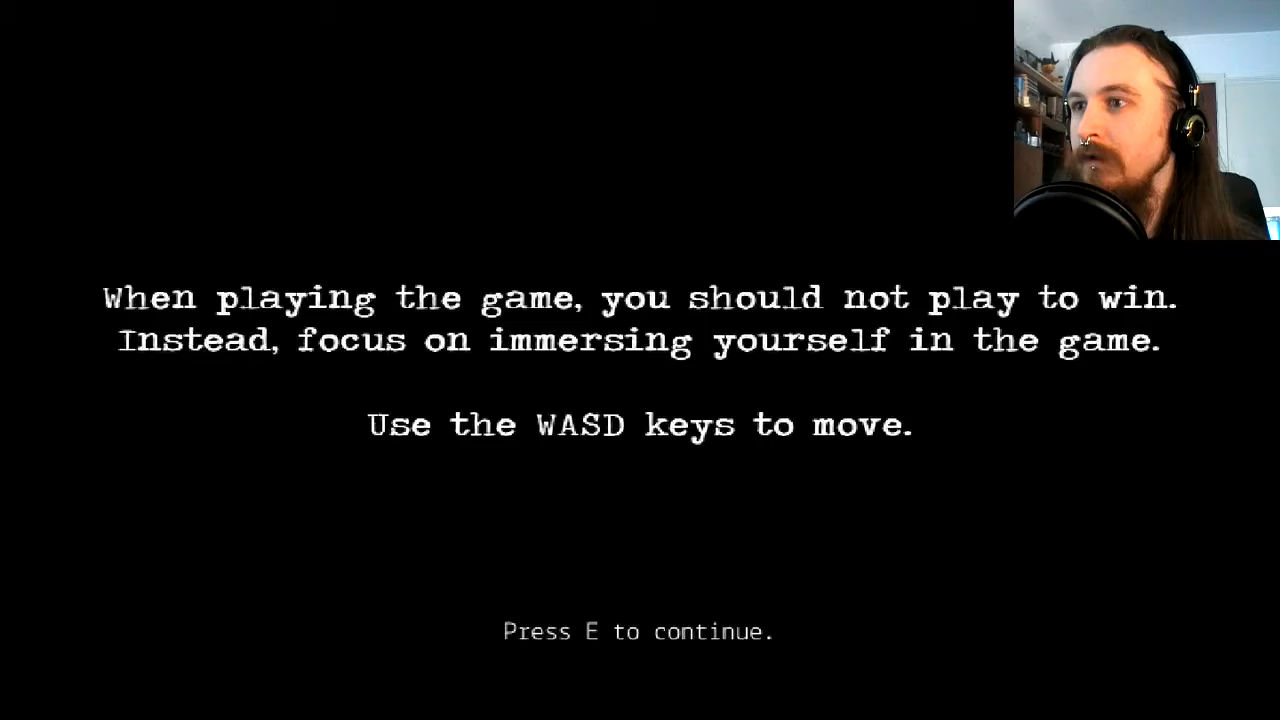 When playing the game, you should not play to win.
Instead, focus on immersing yourself in the game.
Use the WASD keys to move.
Press E to continue.